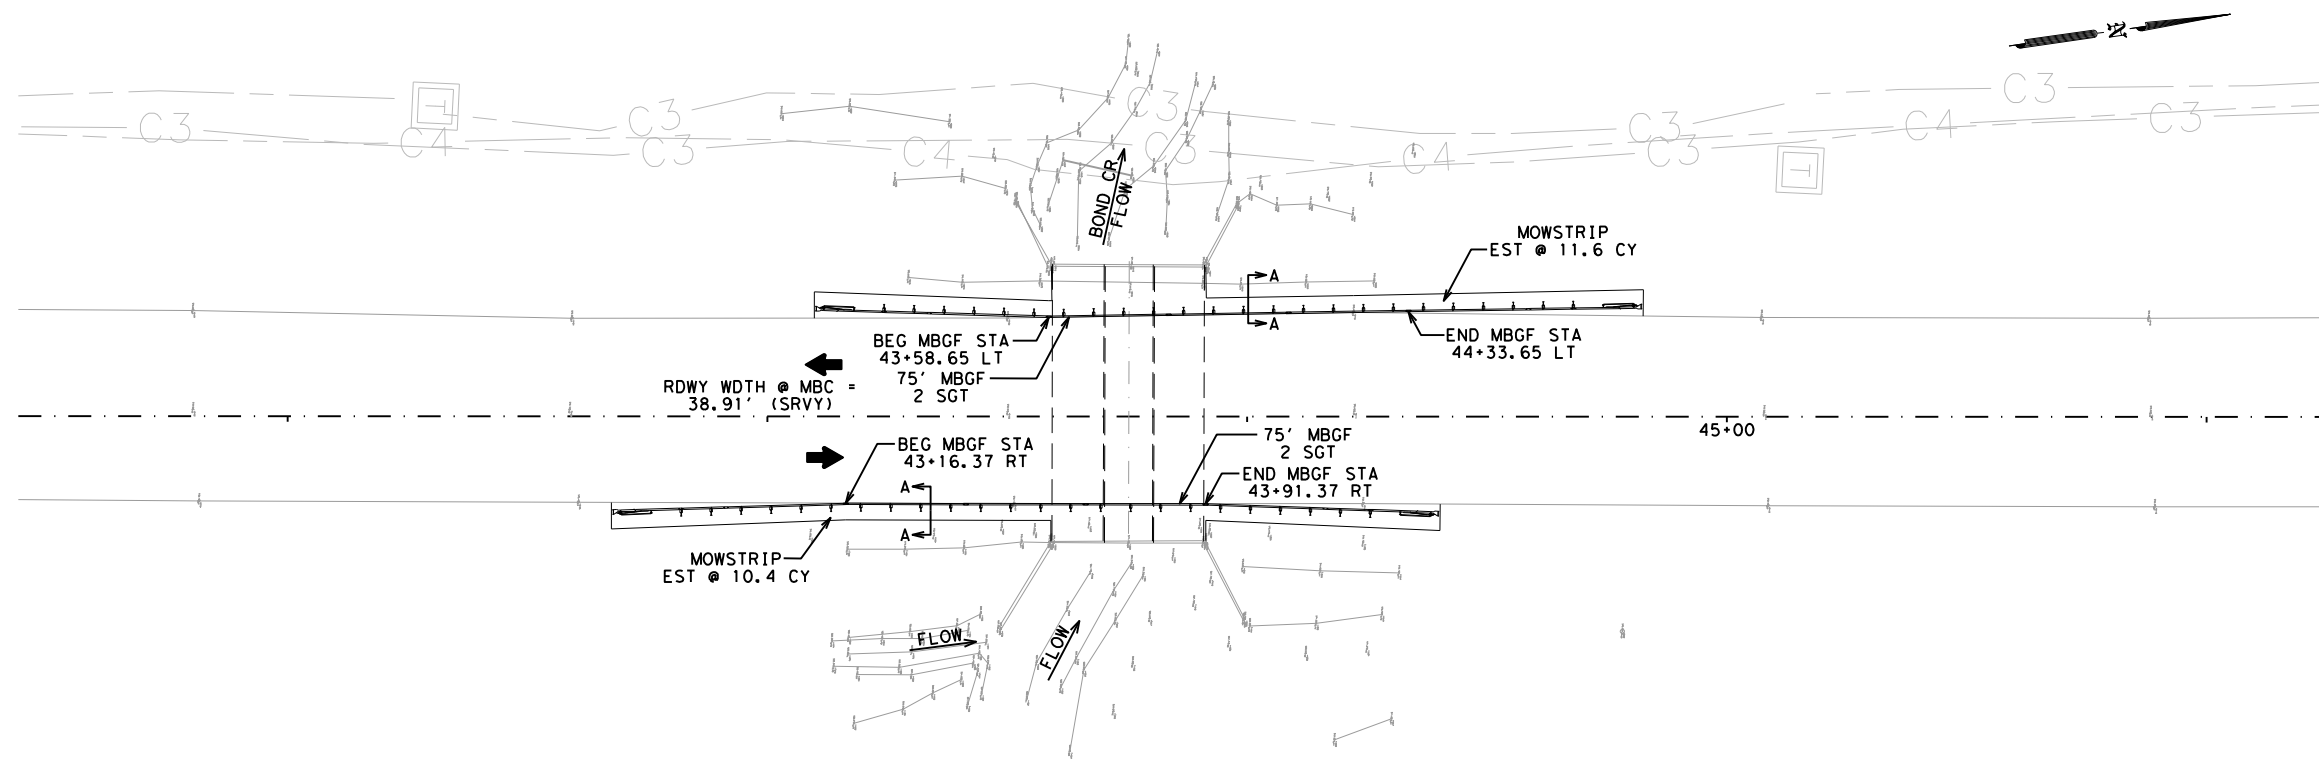 N
C3
C3
C3
C3
C3
C3
C3
C3
C3
C4
C4
C4
C4
T
T
BOND CR
FLOW
MOWSTRIP
EST @ 11.6 CY
A
A
BEG MBGF STA
43+58.65 LT
75' MBGF
2 SGT
END MBGF STA
44+33.65 LT
RDWY WDTH @ MBC =
38.91' (SRVY)
45+00
BEG MBGF STA
43+16.37 RT
75' MBGF
2 SGT
END MBGF STA
43+91.37 RT
A
A
MOWSTRIP
EST @ 10.4 CY
FLOW
FLOW